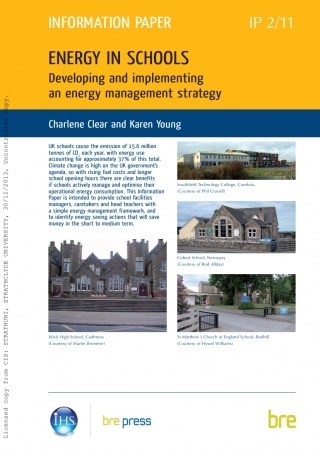 INFORMATION PAPER
IP 2/11
ENERGY IN SCHOOLS
Developing and implementing
an energy management strategy
Charlene Clear and Karen Young
UK schools cause the emission of 15.6 million
tonnes of CO2 each year, with energy use
accounting for approximately 37% of this total.
Climate change is high on the UK government's
agenda, so with rising fuel costs and longer
school opening hours there are clear benefits
if schools actively manage and optimise their
operational energy consumption. This Information
Paper is intended to provide school facilities
managers, caretakers and head teachers with
a simple energy management framework, and
to identify energy saving actions that will save
money in the short to medium term.
Southfield Technology College, Cumbria
(Courtesy of Phil Gravell)
Cubert School, Newquay
(Courtesy of Rod Allday)
Wick High School, Caithness
(Courtesy of Martin Bremner)
St Matthew's Church of England School, Redhill
(Courtesy of Hywel Williams)
IHS
bre press
bre
Licensed copy from CIS: STRATHUNI, STRATHCLYDE UNIVERSITY, 30/12/2013, Uncontrolled Copy.